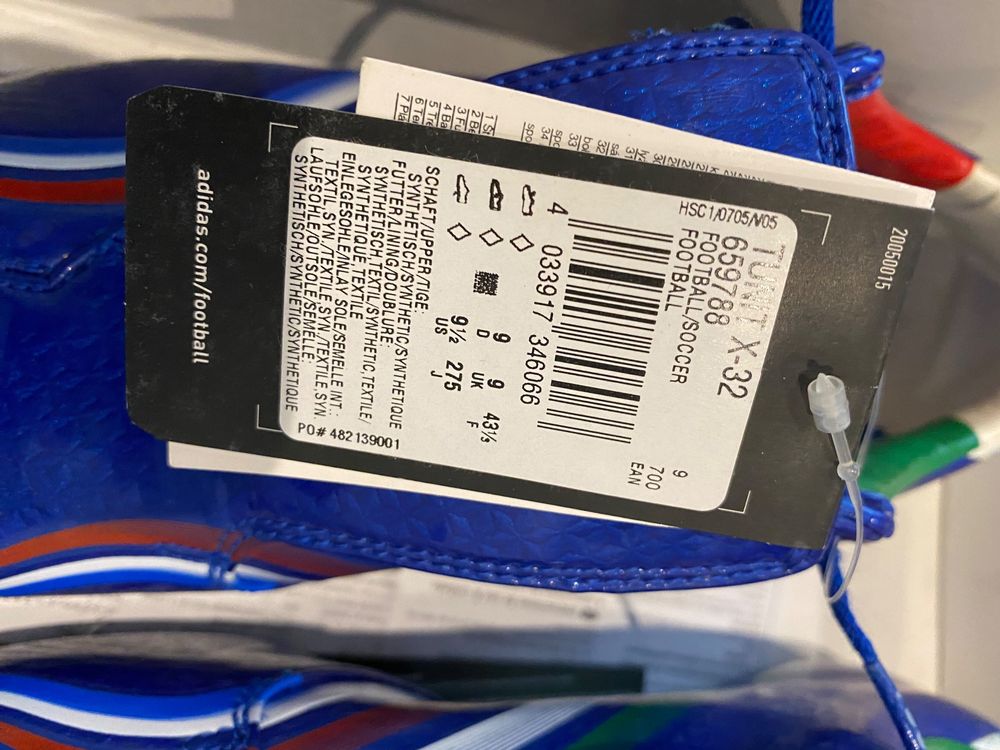 adidas.com/football
20050015
HSC1/0705/V05
TUNIT X-32
659788
FOOTBALL/SOCCER
FOOTBALL
9
700
EAN
4 033917 346066
9 9 43⅓
D UK F
9½ 275
US J
SCHAFT/UPPER/TIGE:
SYNTHETISCH/SYNTHETIC/SYNTHETIQUE
FUTTER/LINING/DOUBLURE:
SYNTHETISCH,TEXTIL/SYNTHETIC,TEXTILE/
SYNTHETIQUE,TEXTILE
EINLEGESOHLE/INLAY SOLE/SEMELLE INT.:
TEXTIL,SYN./TEXTILE,SYN./TEXTILE,SYN.
LAUFSOHLE/OUTSOLE/SEMELLE:
SYNTHETISCH/SYNTHETIC/SYNTHETIQUE
PO# 482139001